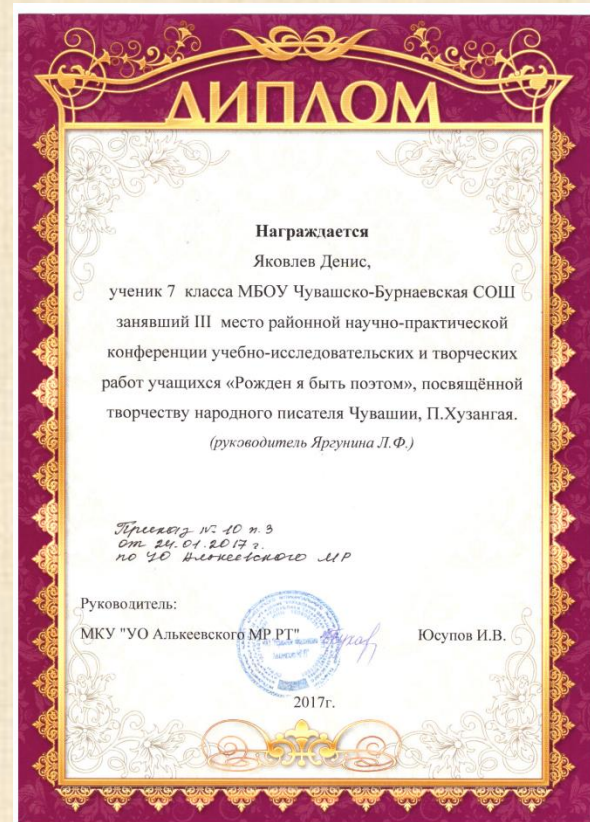 ДИПЛОМ
Награждается
Яковлев Денис,
ученик 7 класса МБОУ Чувашско-Бурнаевская СОШ
занявший III место районной научно-практической
конференции учебно-исследовательских и творческих
работ учащихся «Рожден я быть поэтом», посвящённой
творчеству народного писателя Чувашии, П.Хузангая.
(руководитель Яргунина Л.Ф.)
Приказ № 10 п. 3
от 24.01.2017 г.
по УО Алькеевского МР
Руководитель:
МКУ "УО Алькеевского МР РТ" Юсупов И.В.
2017г.